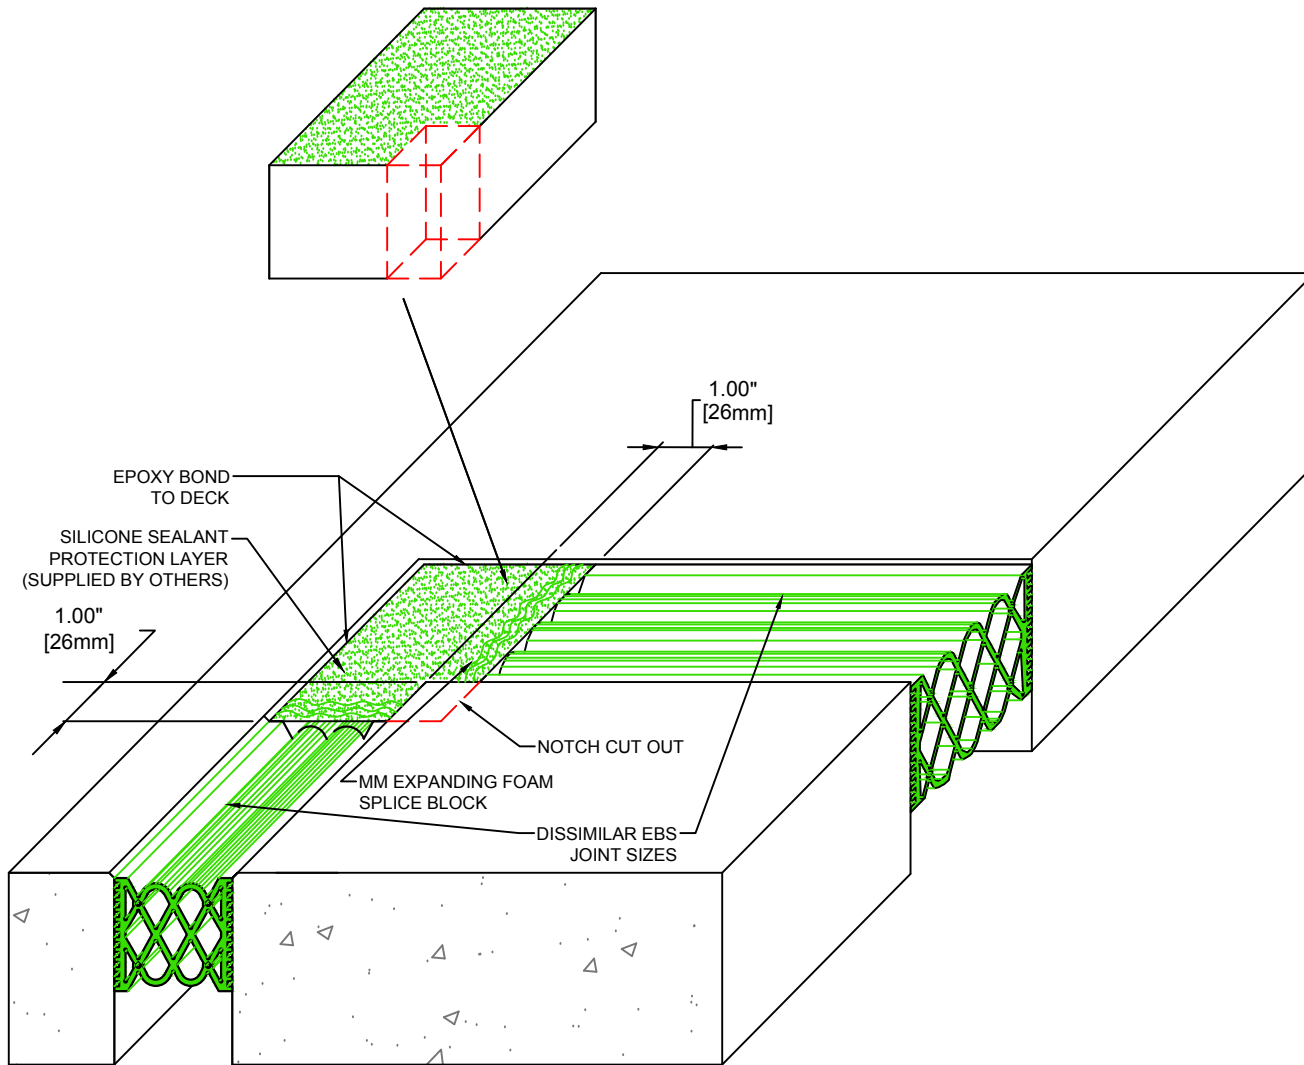 1.00"
[26mm]
EPOXY BOND
TO DECK
SILICONE SEALANT
PROTECTION LAYER
(SUPPLIED BY OTHERS)
1.00"
[26mm]
NOTCH CUT OUT
MM EXPANDING FOAM
SPLICE BLOCK
DISSIMILAR EBS
JOINT SIZES